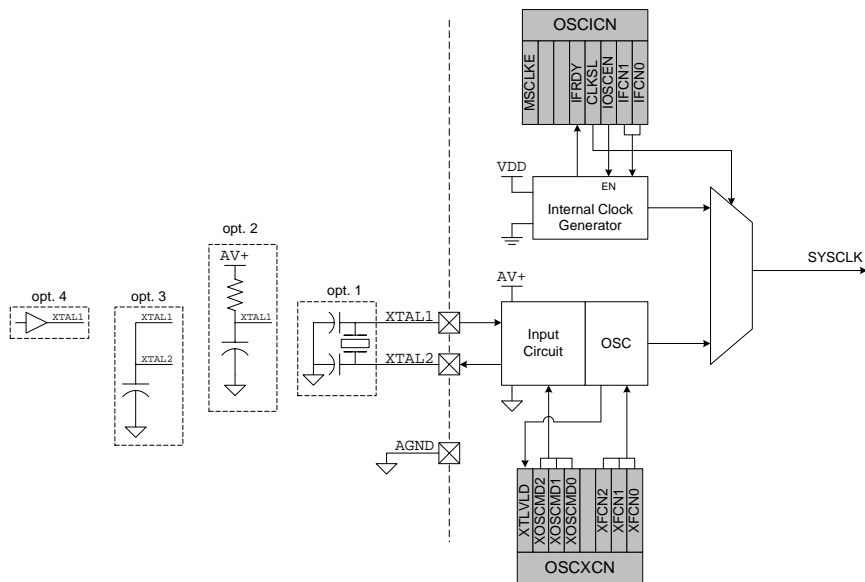 OSCICN
MSCLKE
IFRDY
CLKSL
IOSCEN
IFCN1
IFCN0
VDD
EN
Internal Clock
Generator
opt. 2
AV+
XTAL1
SYSCLK
opt. 4
XTAL1
opt. 3
XTAL1
XTAL2
opt. 1
XTAL1
XTAL2
AV+
Input
Circuit
OSC
AGND
XTLVLD
XOSCMD2
XOSCMD1
XOSCMD0
XFCN2
XFCN1
XFCN0
OSCXCN